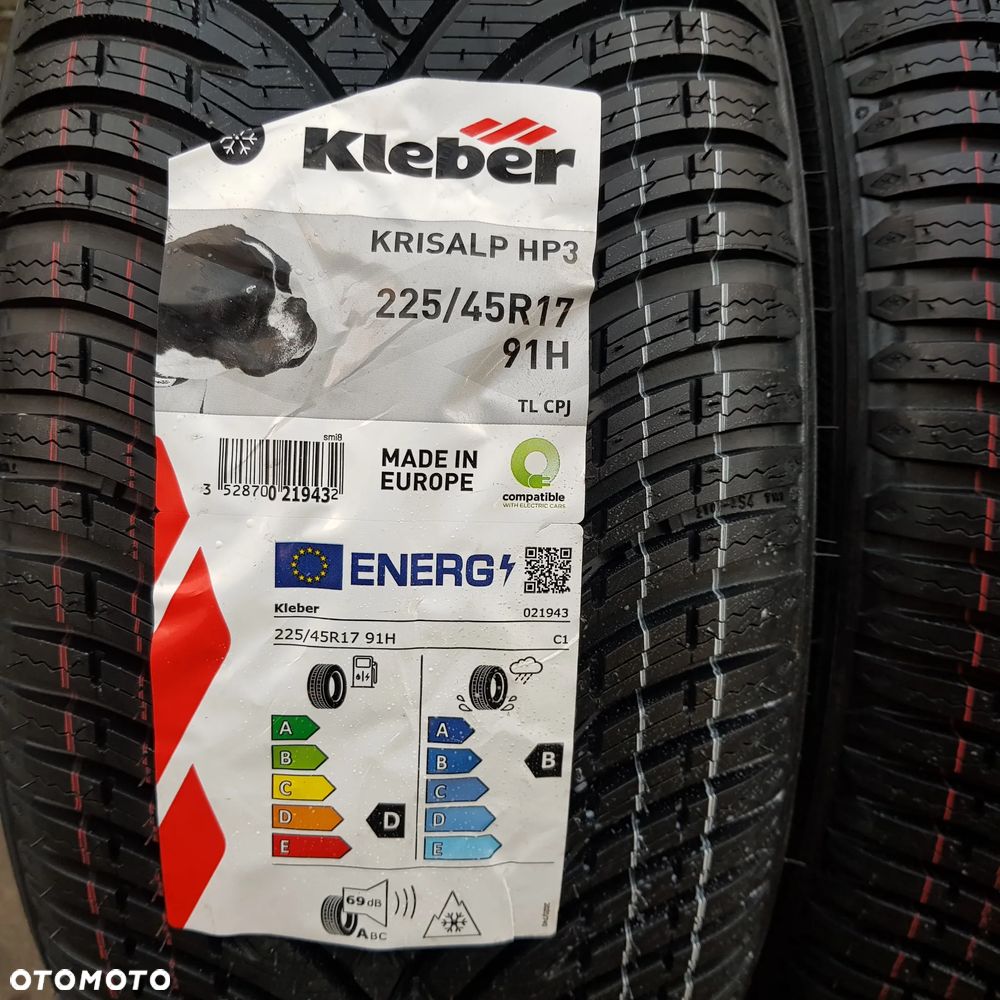 Kleber
KRISALP HP3
225/45R17
91H
TL CPJ
smi8
3 528700 219432
MADE IN
EUROPE
compatible
WITH ELECTRIC CARS
ENERG
Kleber 021943
225/45R17 91H C1
A A
B B B
C C
D D D
E E
69 dB
ABC
OTOMOTO